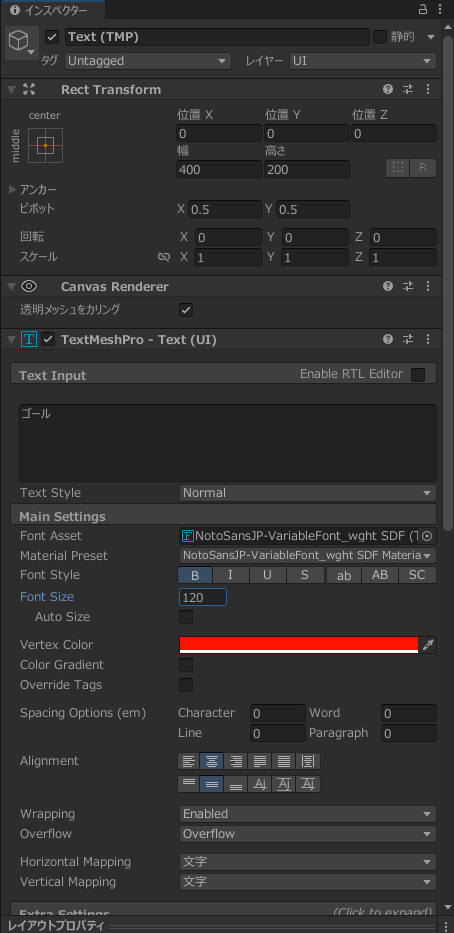 インスペクター
Text (TMP) 静的
タグ Untagged レイヤー UI
Rect Transform
center 位置 X 位置 Y 位置 Z
middle 0 0 0
幅 高さ
400 200 R
アンカー
ピボット X 0.5 Y 0.5
回転 X 0 Y 0 Z 0
スケール X 1 Y 1 Z 1
Canvas Renderer
透明メッシュをカリング
TextMeshPro - Text (UI)
Text Input Enable RTL Editor
ゴール
Text Style Normal
Main Settings
Font Asset NotoSansJP-VariableFont_wght SDF (T
Material Preset NotoSansJP-VariableFont_wght SDF Materia
Font Style B I U S ab AB SC
Font Size 120
Auto Size
Vertex Color
Color Gradient
Override Tags
Spacing Options (em) Character 0 Word 0
Line 0 Paragraph 0
Alignment
Wrapping Enabled
Overflow Overflow
Horizontal Mapping 文字
Vertical Mapping 文字
Extra Settings (Click to expand)
レイアウトプロパティ